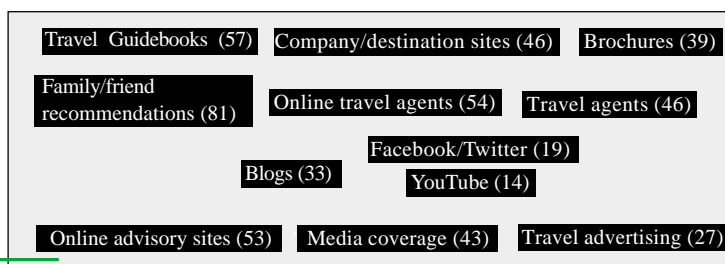 Travel Guidebooks (57)
Company/destination sites (46)
Brochures (39)
Family/friend
recommendations (81)
Online travel agents (54)
Travel agents (46)
Facebook/Twitter (19)
Blogs (33)
YouTube (14)
Online advisory sites (53)
Media coverage (43)
Travel advertising (27)